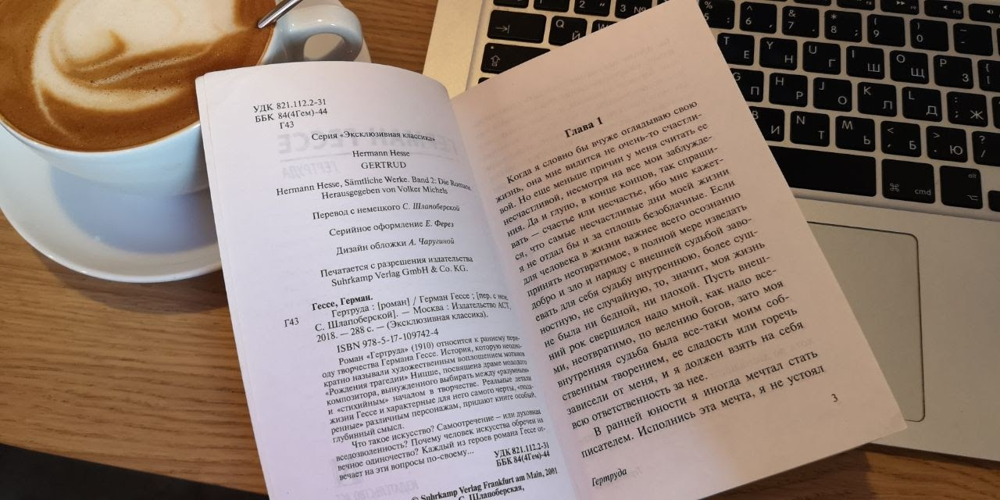 УДК 821.112.2-31
ББК 84(4Гем)-44
Г43
Серия «Эксклюзивная классика»
Hermann Hesse
GERTRUD
Hermann Hesse, Sämtliche Werke. Band 2: Die Romane.
Herausgegeben von Volker Michels
Перевод с немецкого С. Шлапоберской
Серийное оформление Е. Ферез
Дизайн обложки А. Чаругиной
Печатается с разрешения издательства
Suhrkamp Verlag GmbH & Co. KG.
Гессе, Герман.
Г43 Гертруда : [роман] / Герман Гессе ; [пер. с нем.
С. Шлапоберской]. — Москва : Издательство АСТ,
2018. — 288 с. — (Эксклюзивная классика).
ISBN 978-5-17-109742-4
Роман «Гертруда» (1910) относится к раннему пери-
оду творчества Германа Гессе. История, которую неодно-
кратно называли художественным воплощением мотивов
«Рождения трагедии» Ницше, посвящена драме молодого
композитора, вынужденного выбирать между «разумным»
и «стихийным» началом в творчестве. Реальные детали
жизни Гессе и характерные для него самого черты, «пода-
ренные» различным персонажам, придают книге особый,
глубинный смысл.
Что такое искусство? Самоотречение – или духовная
вседозволенность? Почему человек искусства обречен на
вечное одиночество? Каждый из героев романа Гессе от-
вечает на эти вопросы по-своему...
УДК 821.112.2-31
ББК 84(4Гем)-44
© Suhrkamp Verlag Frankfurt am Main, 2001
С. Шлапоберская,
Глава 1
Когда я словно бы вчуже оглядываю свою
жизнь, она мне видится не очень-то счастли-
вой. Но еще меньше причин у меня считать ее
несчастливой, несмотря на все мои заблужде-
ния. Да и глупо, в конце концов, так спраши-
вать — счастье или несчастье, ибо мне кажет-
ся, что самые несчастливые дни моей жизни
я не отдал бы и за сплошь безоблачные. Если
для человека в жизни важнее всего осознанно
принять неотвратимое, в полной мере изведать
добро и зло и наряду с внешней судьбой заво-
евать для себя судьбу внутреннюю, более сущ-
ностную, не случайную, то, значит, моя жизнь
не была ни бедной, ни плохой. Пусть внеш-
ний рок свершился надо мной, как надо все-
ми, неотвратимо, по велению богов, зато моя
внутренняя судьба была все-таки моим соб-
ственным творением, ее сладость или горечь
зависели от меня, и я должен взять на себя
всю ответственность за нее.
В ранней юности я иногда мечтал стать
писателем. Исполнись эта мечта, я не устоял
3
Гертруда
2 "
3 №
5 %
6 ^
7 &
8 *
9 (
0 )
Q Й
T Е
Y Н
U Г
I Ш
O Щ
P З
G П
H Р
J О
K Л
L Д
; Ж
И
N Т
M Ь
< , Б
> . Ю
? /
⌘ cmd
alt